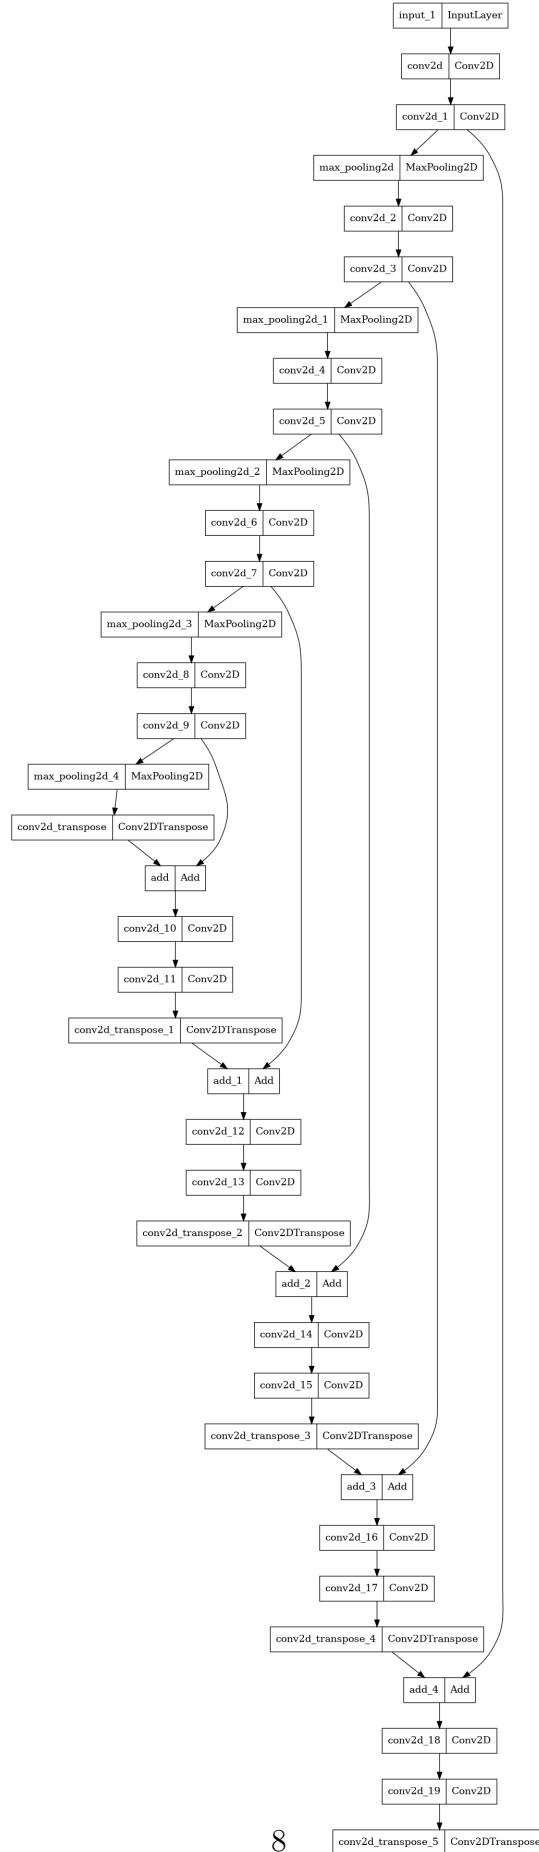 input_1 InputLayer
conv2d Conv2D
conv2d_1 Conv2D
max_pooling2d MaxPooling2D
conv2d_2 Conv2D
conv2d_3 Conv2D
max_pooling2d_1 MaxPooling2D
conv2d_4 Conv2D
conv2d_5 Conv2D
max_pooling2d_2 MaxPooling2D
conv2d_6 Conv2D
conv2d_7 Conv2D
max_pooling2d_3 MaxPooling2D
conv2d_8 Conv2D
conv2d_9 Conv2D
max_pooling2d_4 MaxPooling2D
conv2d_transpose Conv2DTranspose
add Add
conv2d_10 Conv2D
conv2d_11 Conv2D
conv2d_transpose_1 Conv2DTranspose
add_1 Add
conv2d_12 Conv2D
conv2d_13 Conv2D
conv2d_transpose_2 Conv2DTranspose
add_2 Add
conv2d_14 Conv2D
conv2d_15 Conv2D
conv2d_transpose_3 Conv2DTranspose
add_3 Add
conv2d_16 Conv2D
conv2d_17 Conv2D
conv2d_transpose_4 Conv2DTranspose
add_4 Add
conv2d_18 Conv2D
conv2d_19 Conv2D
conv2d_transpose_5 Conv2DTranspose
8